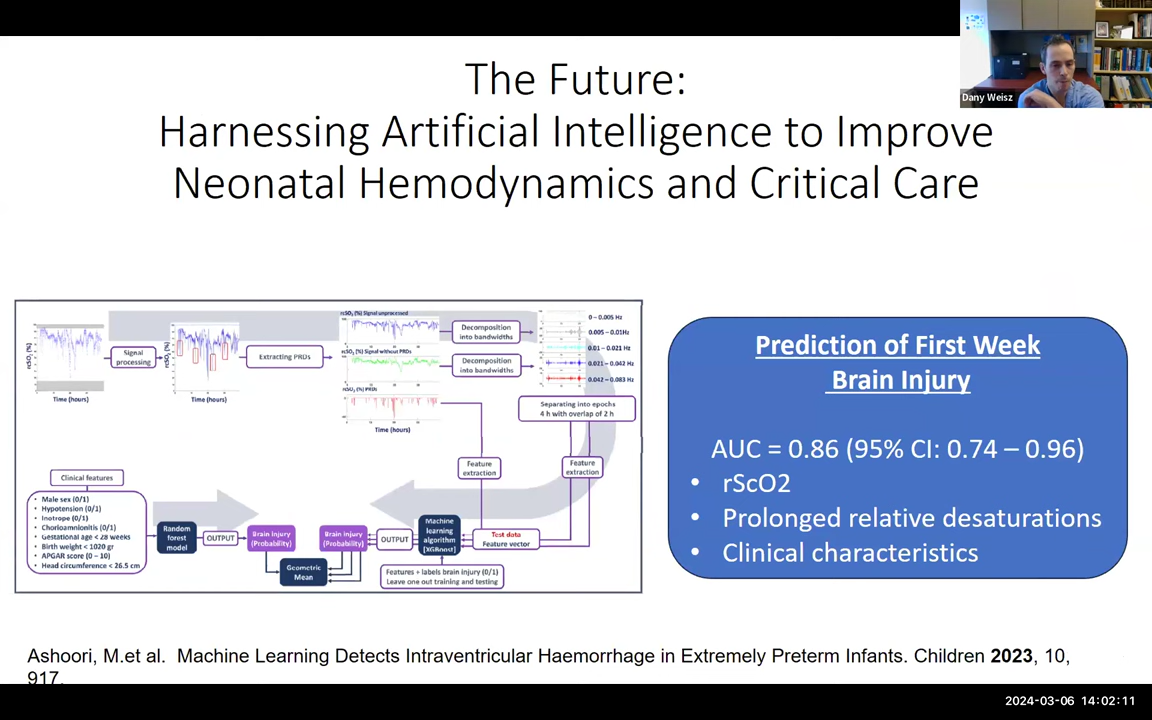 The Future:
Harnessing Artificial Intelligence to Improve
Neonatal Hemodynamics and Critical Care
Dany Weisz
rcSO₂ (%)
Time (hours)
Signal
processing
rcSO₂ (%)
Time (hours)
Extracting PRDs
rcSO₂ (%) Signal unprocessed
rcSO₂ (%) Signal without PRDs
rcSO₂ (%) PRDs
Time (hours)
Decomposition
into bandwidths
Decomposition
into bandwidths
0 – 0.005 Hz
0.005 – 0.01Hz
0.01 – 0.021 Hz
0.021 – 0.042 Hz
0.042 – 0.083 Hz
Separating into epochs
4 h with overlap of 2 h
Feature
extraction
Feature
extraction
Clinical features
• Male sex (0/1)
• Hypotension (0/1)
• Inotrope (0/1)
• Chorioamnionitis (0/1)
• Gestational age < 28 weeks
• Birth weight < 1020 gr
• APGAR score (0 – 10)
• Head circumference < 26.5 cm
Random
forest
model
OUTPUT
Brain Injury
(Probability)
Geometric
Mean
Brain injury
(Probability)
OUTPUT
Machine
learning
algorithm
[XGBoost]
Test data
Feature vector
Features + labels brain injury (0/1)
Leave one out training and testing
Prediction of First Week
Brain Injury
AUC = 0.86 (95% CI: 0.74 – 0.96)
• rScO2
• Prolonged relative desaturations
• Clinical characteristics
Ashoori, M.et al. Machine Learning Detects Intraventricular Haemorrhage in Extremely Preterm Infants. Children 2023, 10,
917.
2024-03-06 14:02:11